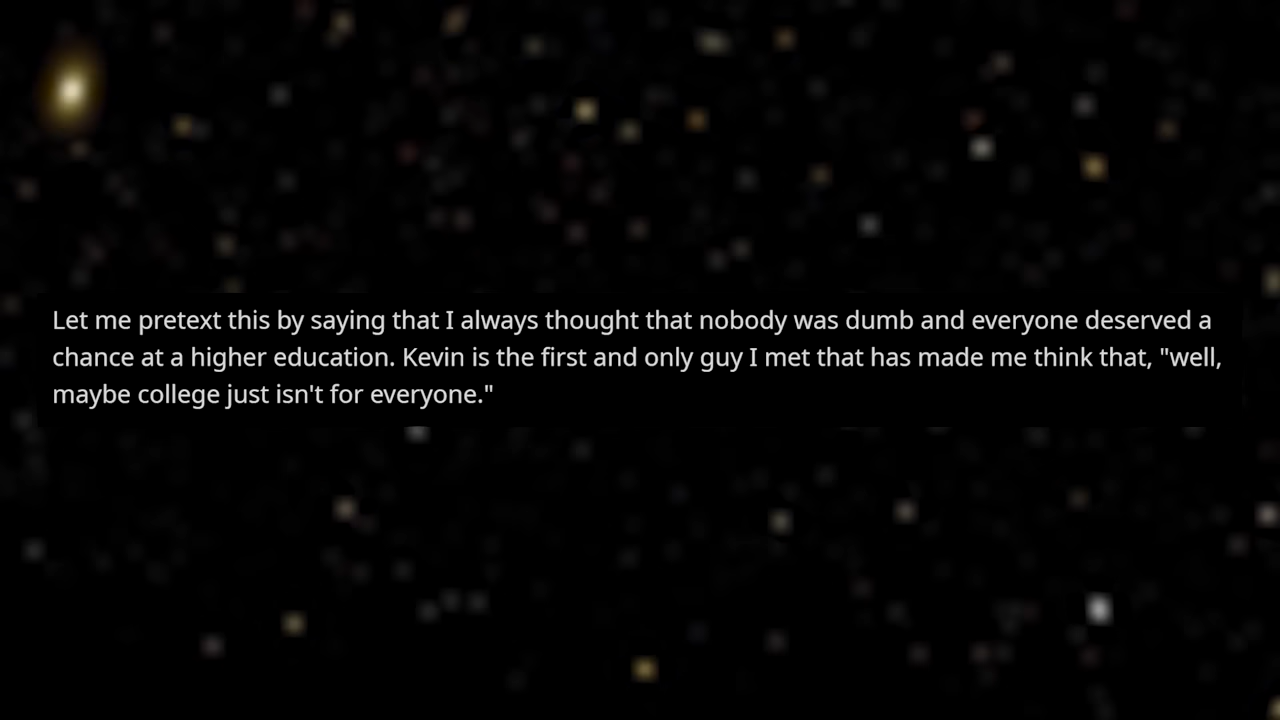 Let me pretext this by saying that I always thought that nobody was dumb and everyone deserved a
chance at a higher education. Kevin is the first and only guy I met that has made me think that, "well,
maybe college just isn't for everyone."